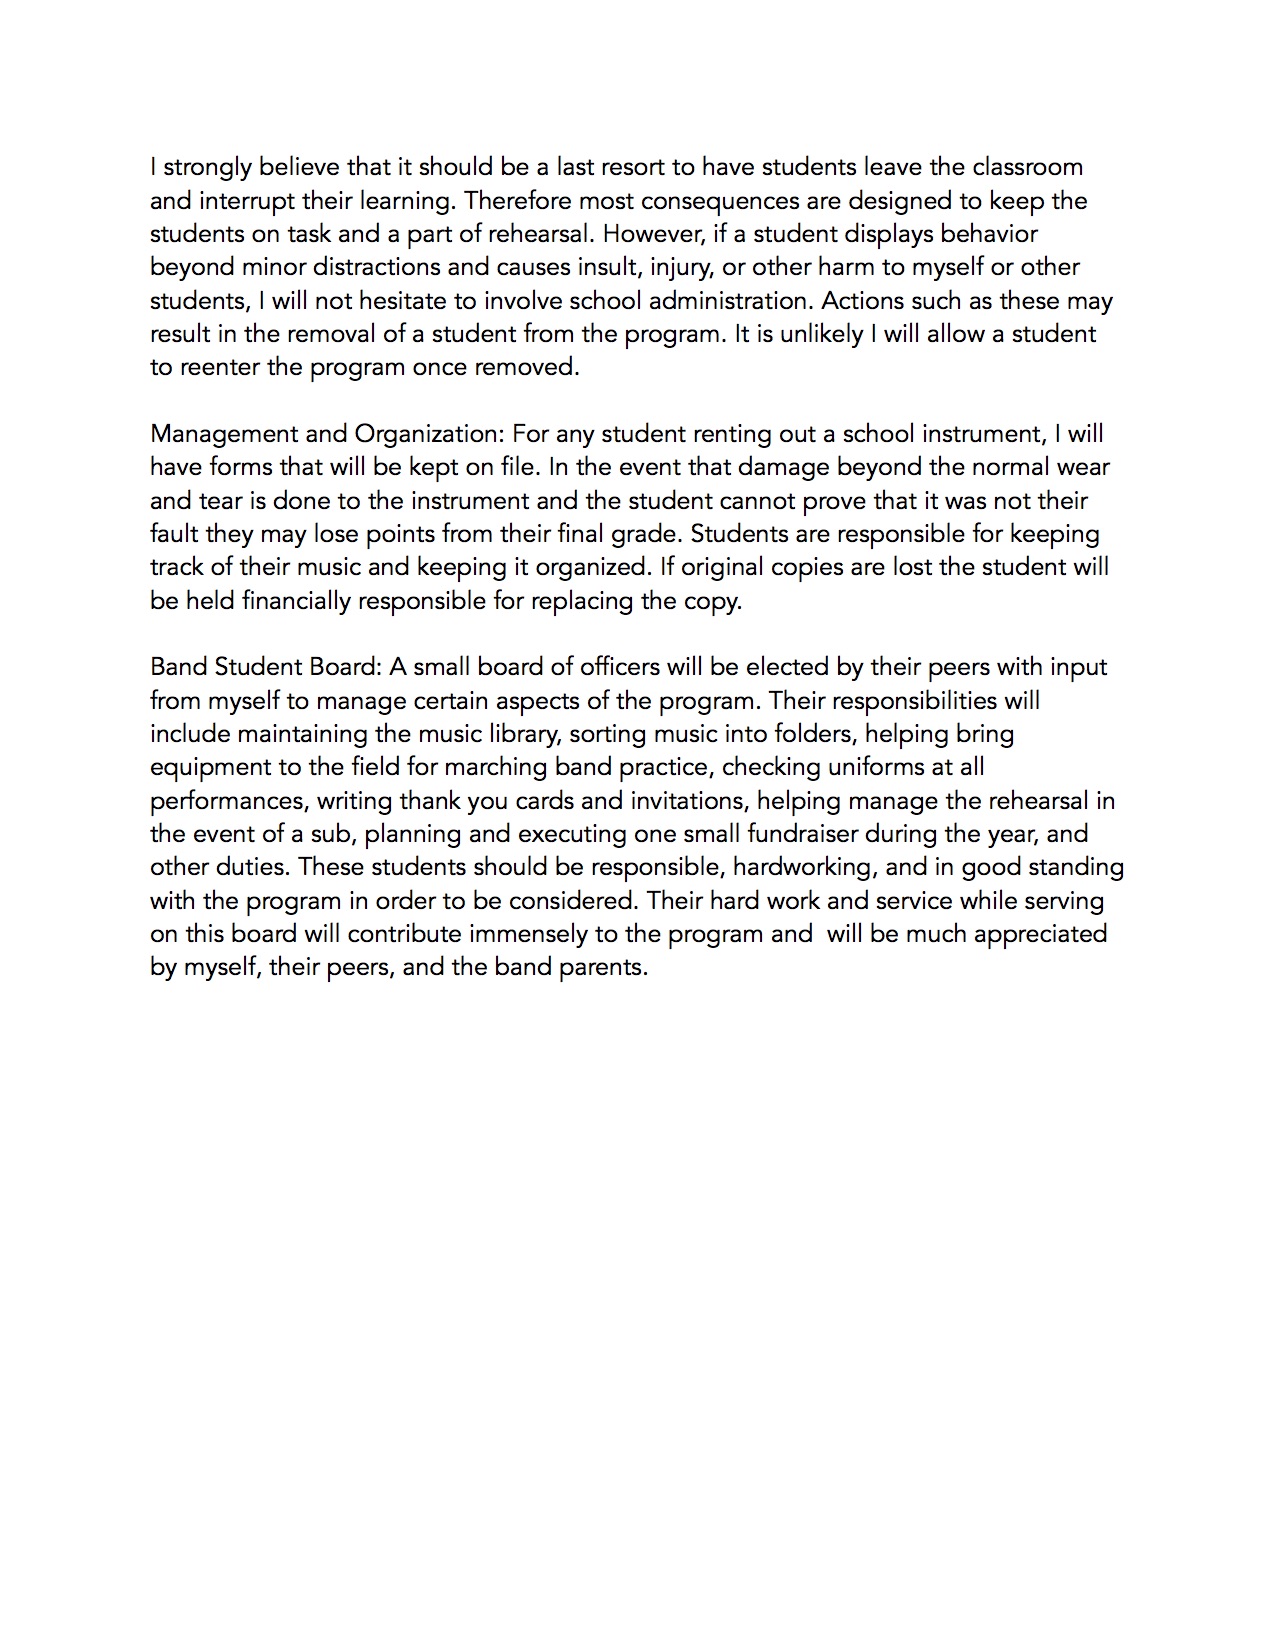 I strongly believe that it should be a last resort to have students leave the classroom
and interrupt their learning. Therefore most consequences are designed to keep the
students on task and a part of rehearsal. However, if a student displays behavior
beyond minor distractions and causes insult, injury, or other harm to myself or other
students, I will not hesitate to involve school administration. Actions such as these may
result in the removal of a student from the program. It is unlikely I will allow a student
to reenter the program once removed.
Management and Organization: For any student renting out a school instrument, I will
have forms that will be kept on file. In the event that damage beyond the normal wear
and tear is done to the instrument and the student cannot prove that it was not their
fault they may lose points from their final grade. Students are responsible for keeping
track of their music and keeping it organized. If original copies are lost the student will
be held financially responsible for replacing the copy.
Band Student Board: A small board of officers will be elected by their peers with input
from myself to manage certain aspects of the program. Their responsibilities will
include maintaining the music library, sorting music into folders, helping bring
equipment to the field for marching band practice, checking uniforms at all
performances, writing thank you cards and invitations, helping manage the rehearsal in
the event of a sub, planning and executing one small fundraiser during the year, and
other duties. These students should be responsible, hardworking, and in good standing
with the program in order to be considered. Their hard work and service while serving
on this board will contribute immensely to the program and  will be much appreciated
by myself, their peers, and the band parents.